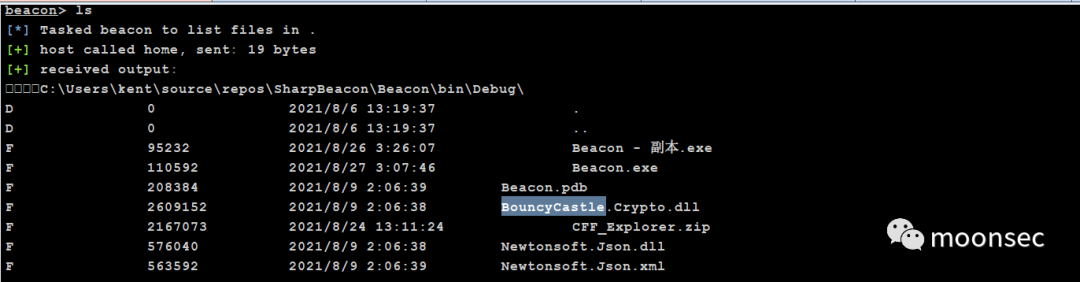 beacon> ls
[*] Tasked beacon to list files in .
[+] host called home, sent: 19 bytes
[+] received output:
□□□□C:\Users\kent\source\repos\SharpBeacon\Beacon\bin\Debug\
D 0 2021/8/6 13:19:37 .
D 0 2021/8/6 13:19:37 ..
F 95232 2021/8/26 3:26:07 Beacon - 副本.exe
F 110592 2021/8/27 3:07:46 Beacon.exe
F 208384 2021/8/9 2:06:39 Beacon.pdb
F 2609152 2021/8/9 2:06:38 BouncyCastle.Crypto.dll
F 2167073 2021/8/24 13:11:24 CFF_Explorer.zip
F 576040 2021/8/9 2:06:38 Newtonsoft.Json.dll
F 563592 2021/8/9 2:06:39 Newtonsoft.Json.xml
moonsec